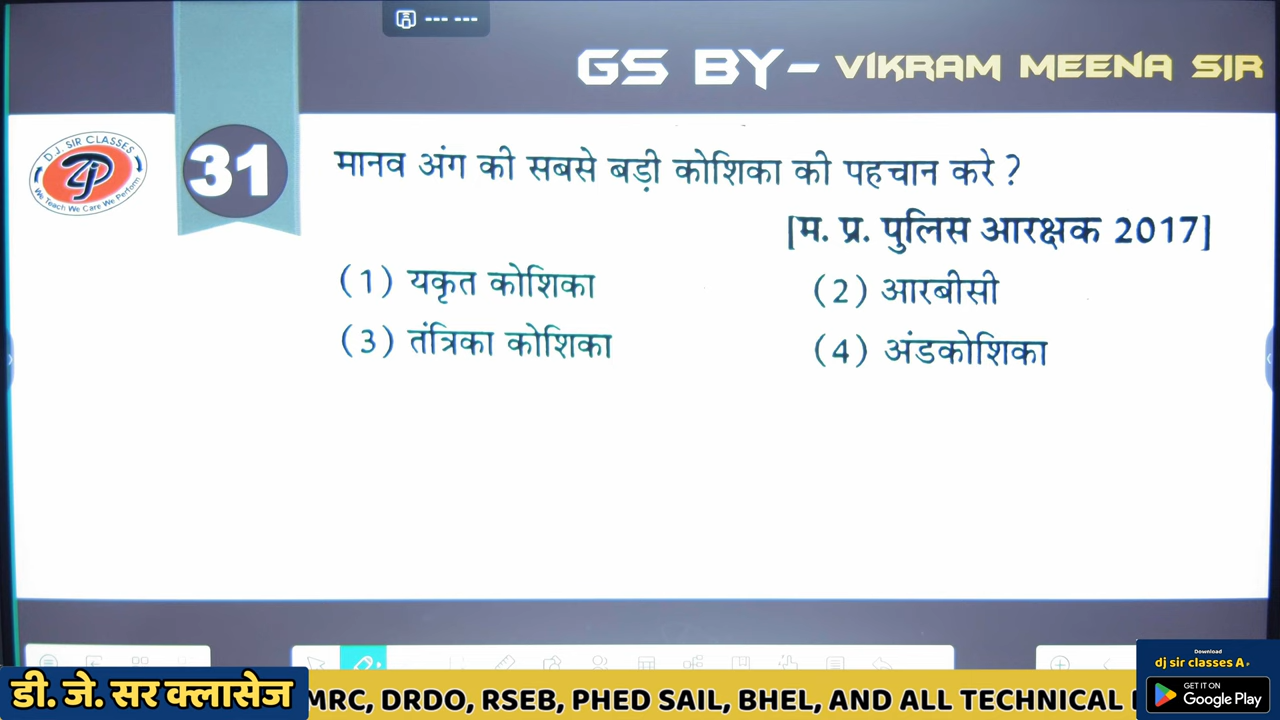 GS BY- VIKRAM MEENA SIR
D.J. SIR CLASSES
We Teach We Care We Perform
31
मानव अंग की सबसे बड़ी कोशिका की पहचान करे ?
[म. प्र. पुलिस आरक्षक 2017]
(1) यकृत कोशिका
(2) आरबीसी
(3) तंत्रिका कोशिका
(4) अंडकोशिका
Download
dj sir classes A
GET IT ON
Google Play
डी. जे. सर क्लासेज
MRC, DRDO, RSEB, PHED SAIL, BHEL, AND ALL TECHNICAL